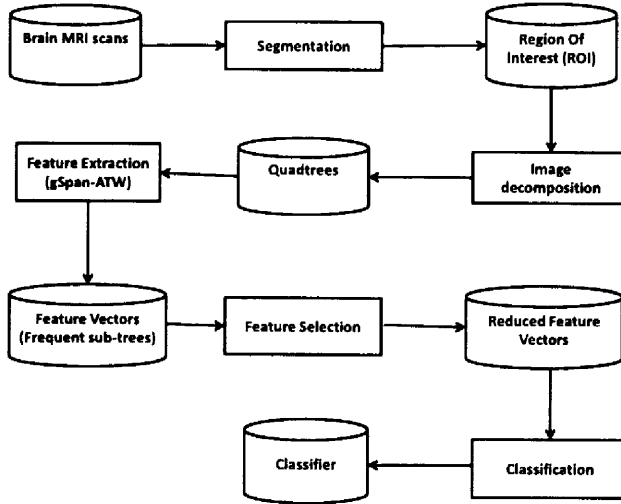 Brain MRI scans
Segmentation
Region Of
Interest (ROI)
Feature Extraction
(gSpan-ATW)
Quadtrees
Image
decomposition
Feature Vectors
(Frequent sub-trees)
Feature Selection
Reduced Feature
Vectors
Classifier
Classification